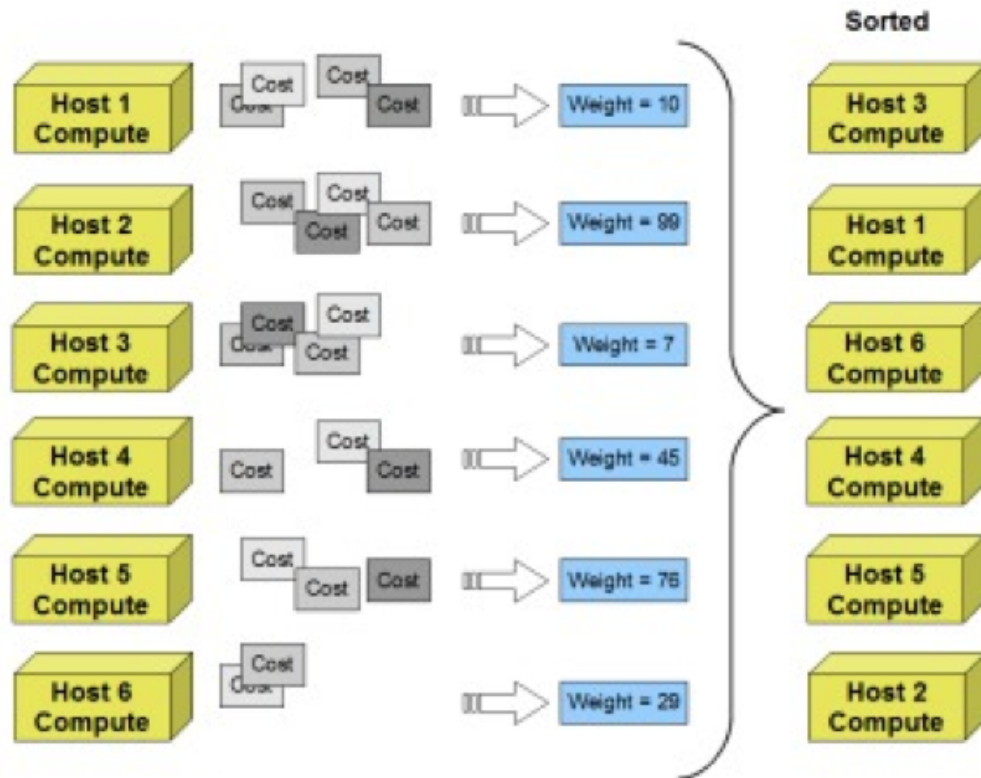 Sorted
Host 1
Compute
Cost
Cost
Cost
Cost
Weight = 10
Host 3
Compute
Host 2
Compute
Cost
Cost
Cost
Cost
Weight = 99
Host 1
Compute
Host 3
Compute
Cost
Cost
Cost
Cost
Weight = 7
Host 6
Compute
Host 4
Compute
Cost
Cost
Cost
Weight = 45
Host 4
Compute
Host 5
Compute
Cost
Cost
Cost
Weight = 76
Host 5
Compute
Host 6
Compute
Cost
Cost
Weight = 29
Host 2
Compute